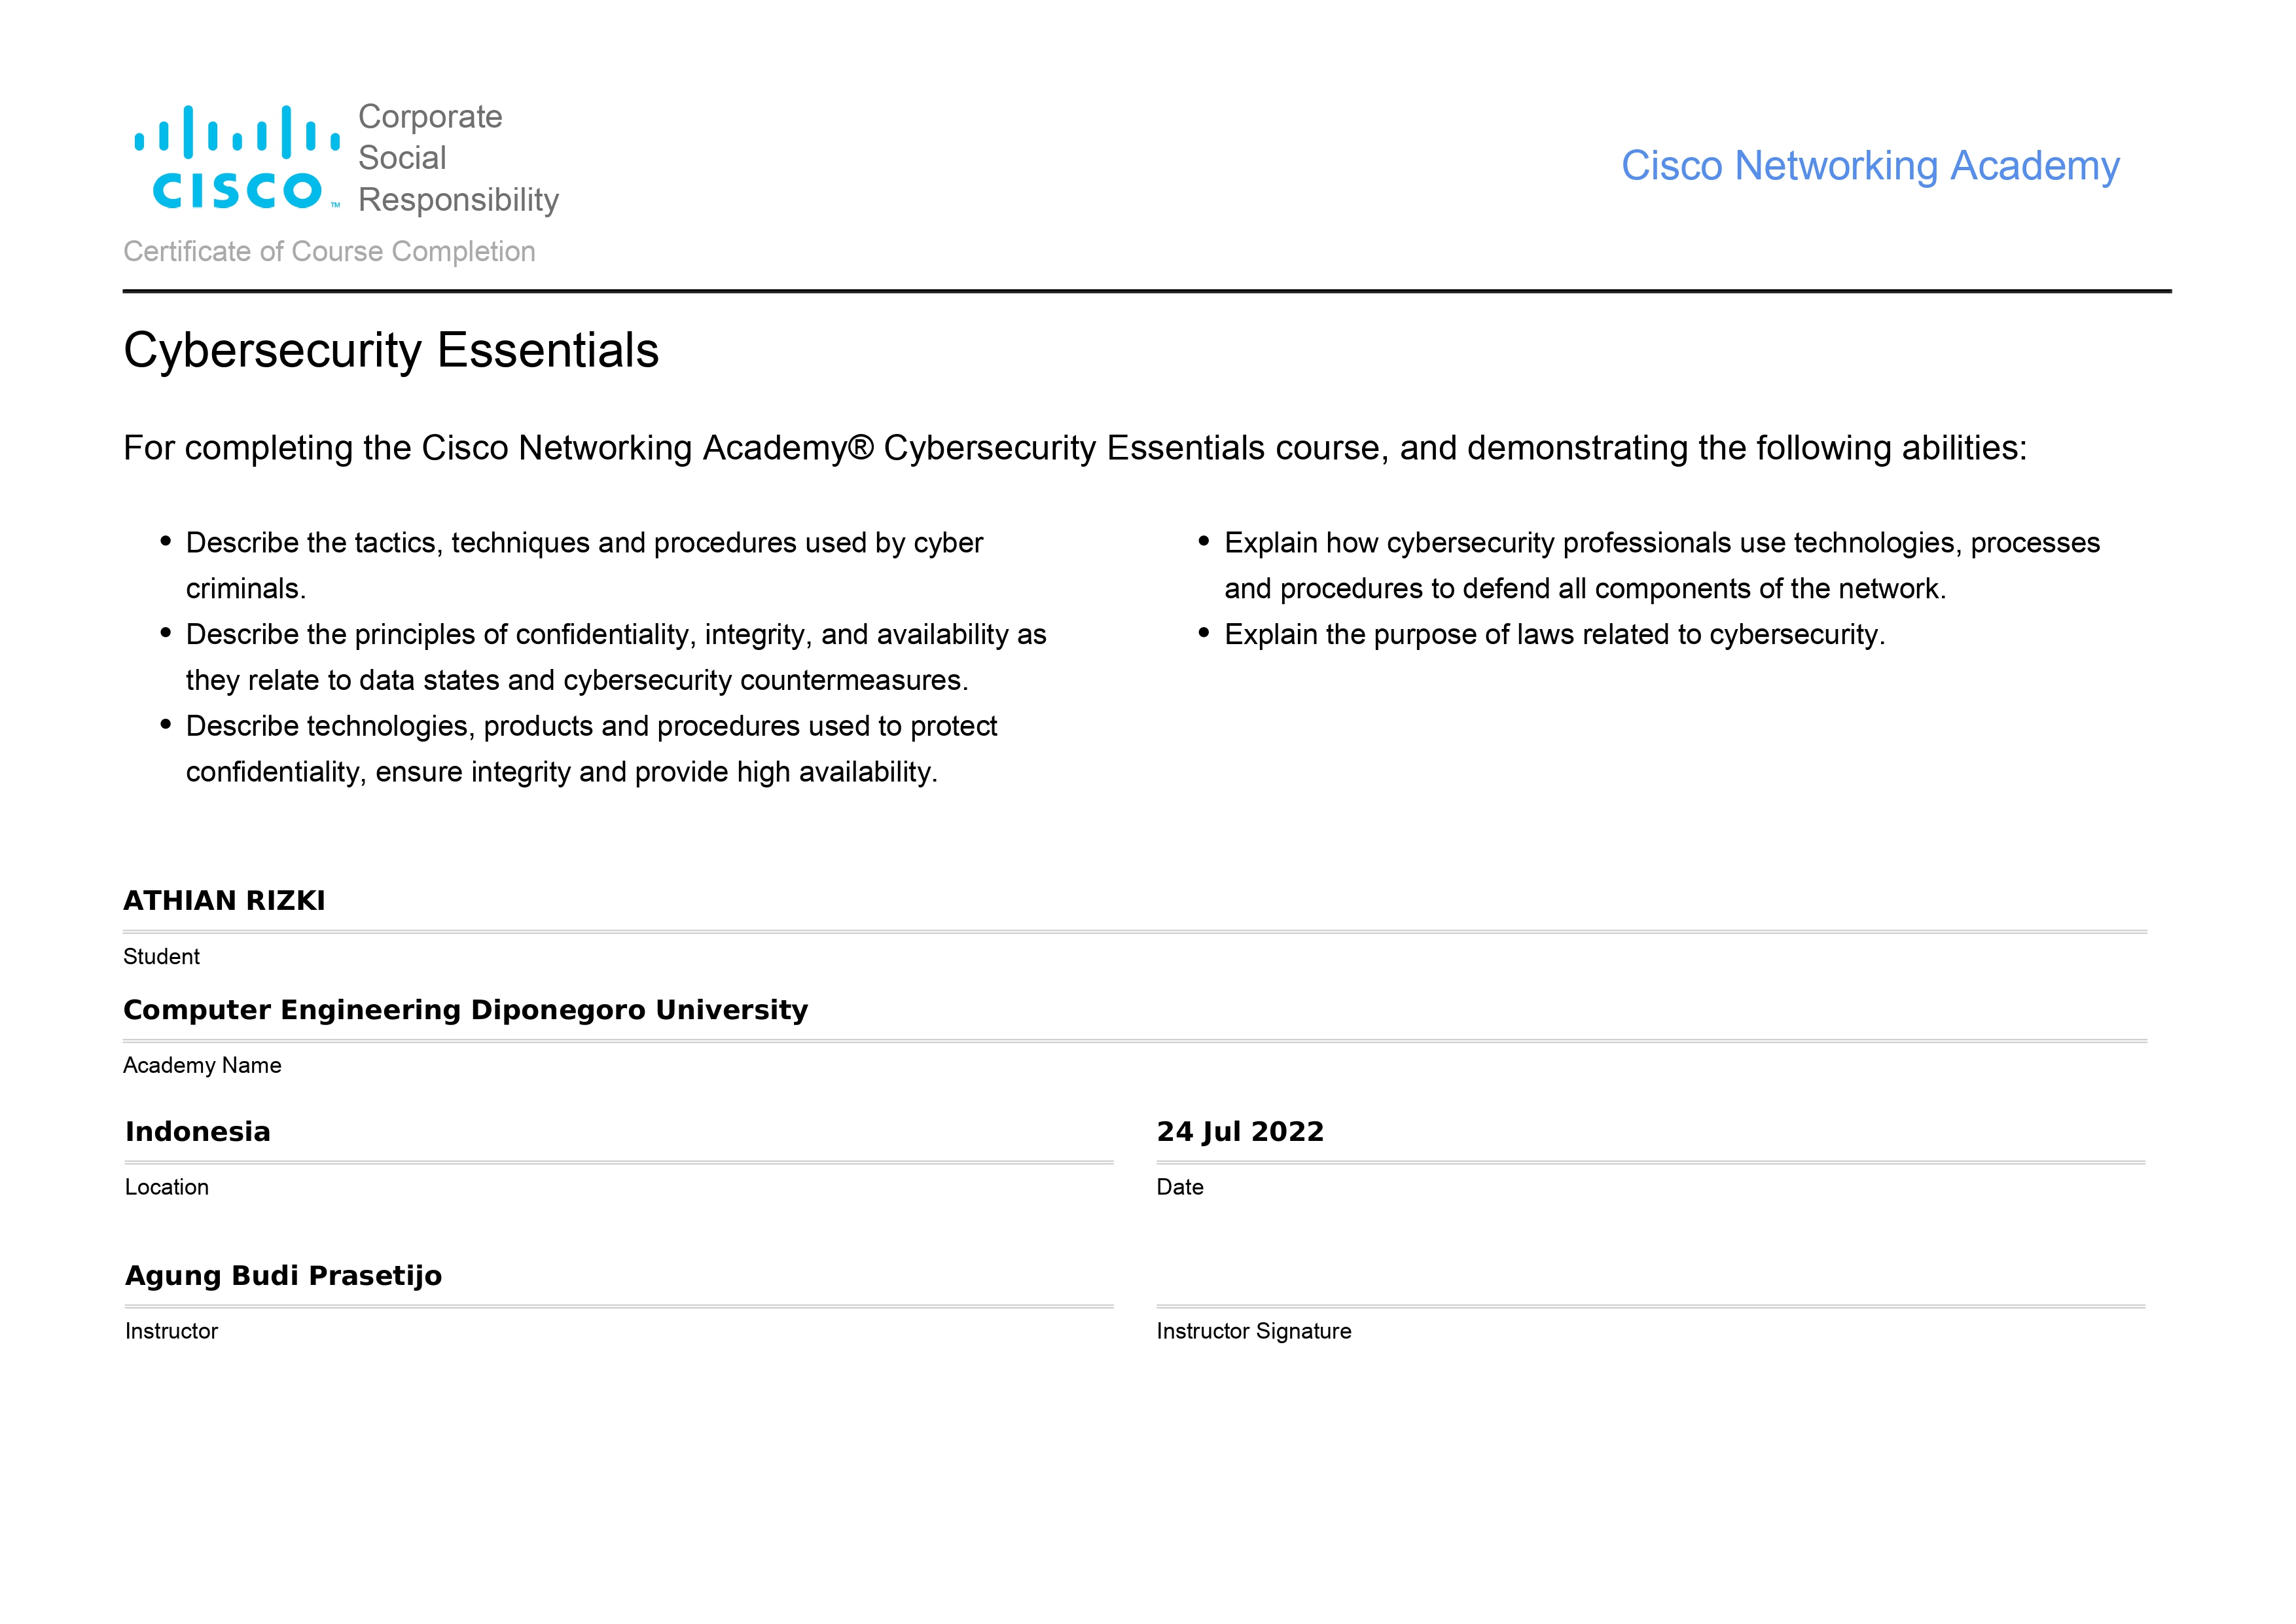 Corporate
Social
Responsibility
CISCO™
Cisco Networking Academy
Certificate of Course Completion
Cybersecurity Essentials
For completing the Cisco Networking Academy® Cybersecurity Essentials course, and demonstrating the following abilities:
• Describe the tactics, techniques and procedures used by cyber
criminals.
• Describe the principles of confidentiality, integrity, and availability as
they relate to data states and cybersecurity countermeasures.
• Describe technologies, products and procedures used to protect
confidentiality, ensure integrity and provide high availability.
• Explain how cybersecurity professionals use technologies, processes
and procedures to defend all components of the network.
• Explain the purpose of laws related to cybersecurity.
ATHIAN RIZKI
Student
Computer Engineering Diponegoro University
Academy Name
Indonesia
Location
24 Jul 2022
Date
Agung Budi Prasetijo
Instructor
Instructor Signature